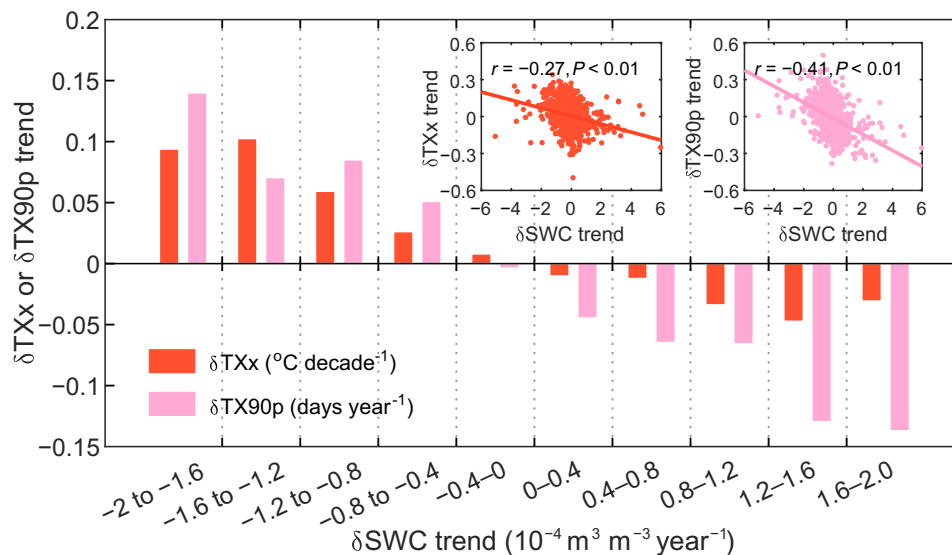 0.2
0.15
0.1
0.05
0
−0.05
−0.1
−0.15
δTXx or δTX90p trend
δTXx (°C decade⁻¹)
δTX90p (days year⁻¹)
−2 to −1.6
−1.6 to −1.2
−1.2 to −0.8
−0.8 to −0.4
−0.4–0
0–0.4
0.4–0.8
0.8–1.2
1.2–1.6
1.6–2.0
δSWC trend (10⁻⁴ m³ m⁻³ year⁻¹)
r = −0.27, P < 0.01
0.6
0.3
0
−0.3
−0.6
δTXx trend
−6 −4 −2 0 2 4 6
δSWC trend
r = −0.41, P < 0.01
0.6
0.3
0
−0.3
−0.6
δTX90p trend
−6 −4 −2 0 2 4 6
δSWC trend